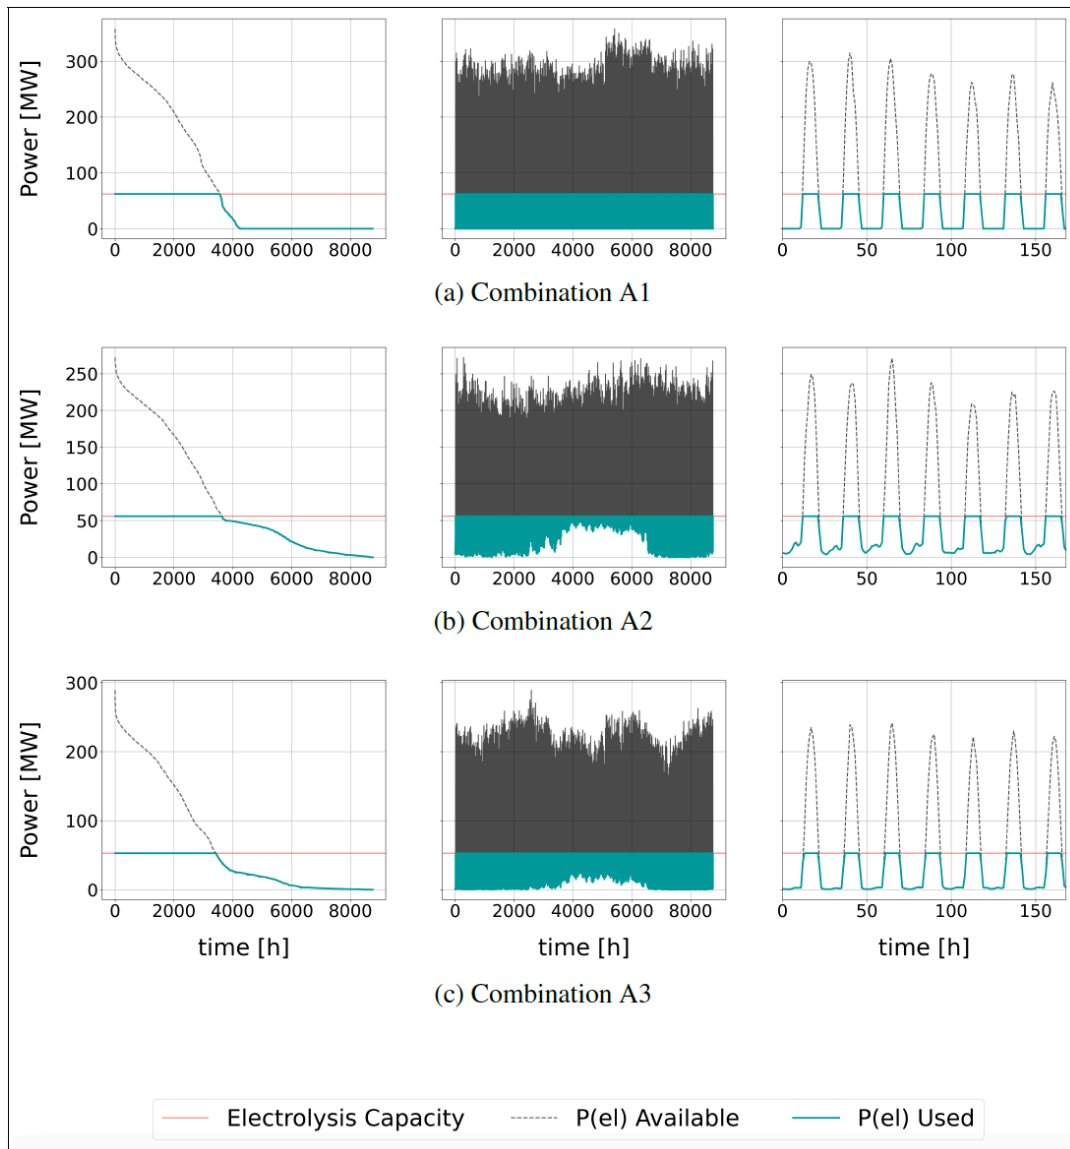 Power [MW]
300
200
100
0
0 2000 4000 6000 8000
0 2000 4000 6000 8000
0 50 100 150
(a) Combination A1
Power [MW]
250
200
150
100
50
0
0 2000 4000 6000 8000
0 2000 4000 6000 8000
0 50 100 150
(b) Combination A2
Power [MW]
300
200
100
0
0 2000 4000 6000 8000
0 2000 4000 6000 8000
0 50 100 150
time [h] time [h] time [h]
(c) Combination A3
Electrolysis Capacity P(el) Available P(el) Used